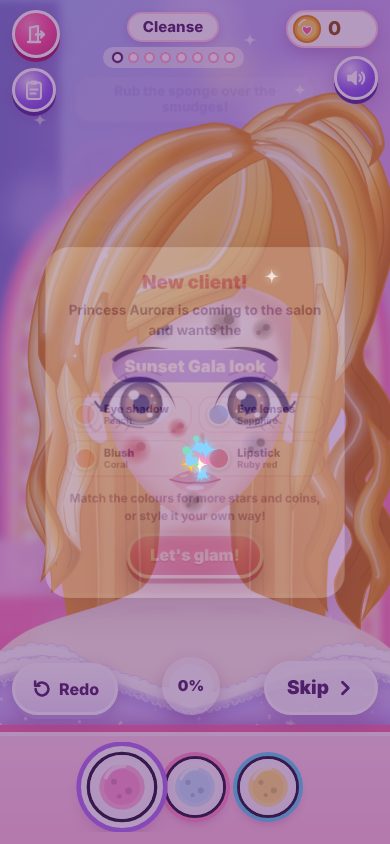 Cleanse
0
Rub the sponge over the
smudges!
New client!
Princess Aurora is coming to the salon
and wants the
Sunset Gala look
Eye shadow
Peach
Eye lenses
Sapphire
Blush
Coral
Lipstick
Ruby red
Match the colours for more stars and coins,
or style it your own way!
Let's glam!
Redo
0%
Skip